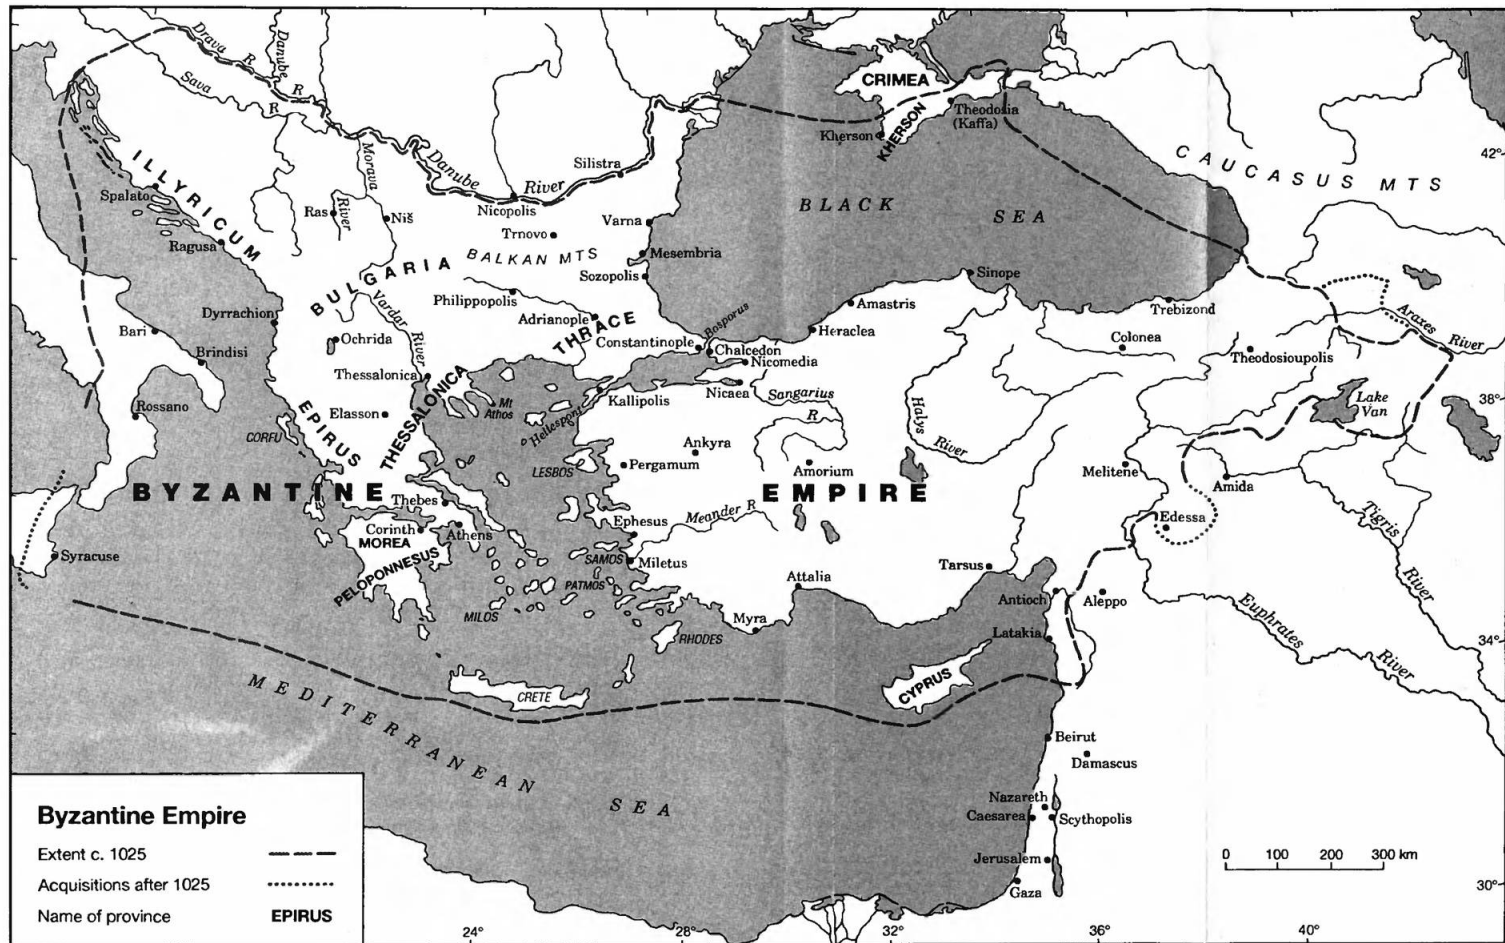 Drava
R
Danube
R
Sava
R
CRIMEA
KHERSON
Kherson
Theodosia
(Kaffa)
CAUCASUS MTS
42°
ILLYRICUM
Spalato
Ragusa
Ras
River
Morava
Niš
Danube
River
Nicopolis
Silistra
Trnovo
Varna
BALKAN MTS
Mesembria
Sozopolis
BLACK SEA
Sinope
Amastris
Heraclea
Trebizond
Colonea
Theodosioupolis
Araxes
River
BULGARIA
Philippopolis
Adrianople
THRACE
Bosporus
Constantinople
Chalcedon
Nicomedia
Nicaea
Bari
Brindisi
Rossano
Dyrrachion
Ochrida
Vardar
River
Thessalonica
THESSALONICA
Mt
Athos
Kallipolis
Hellespont
Sangarius
R
Halys
River
Lake
Van
38°
CORFU
EPIRUS
Elasson
LESBOS
Pergamum
Ankyra
Amorium
Melitene
Amida
BYZANTINE EMPIRE
Thebes
Corinth
Athens
MOREA
PELOPONNESUS
Ephesus
Meander R
SAMOS
Miletus
PATMOS
MILOS
Edessa
Tigris
River
Syracuse
Attalia
Myra
RHODES
Tarsus
Antioch
Aleppo
Latakia
Euphrates
River
34°
CRETE
CYPRUS
MEDITERRANEAN
SEA
Beirut
Damascus
Nazareth
Caesarea
Scythopolis
Jerusalem
Gaza
0 100 200 300 km
30°
Byzantine Empire
Extent c. 1025
Acquisitions after 1025
Name of province EPIRUS
24° 28° 32° 36° 40°